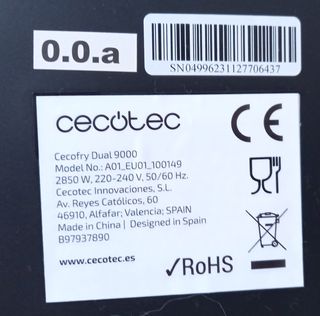 0.0.a
SN04996231127706437
cecotec
CE
Cecofry Dual 9000
Model No.: A01_EU01_100149
2850 W, 220-240 V, 50/60 Hz.
Cecotec Innovaciones, S.L.
Av. Reyes Católicos, 60
46910, Alfafar; Valencia; SPAIN
Made in China | Designed in Spain
B97937890
www.cecotec.es
✓RoHS